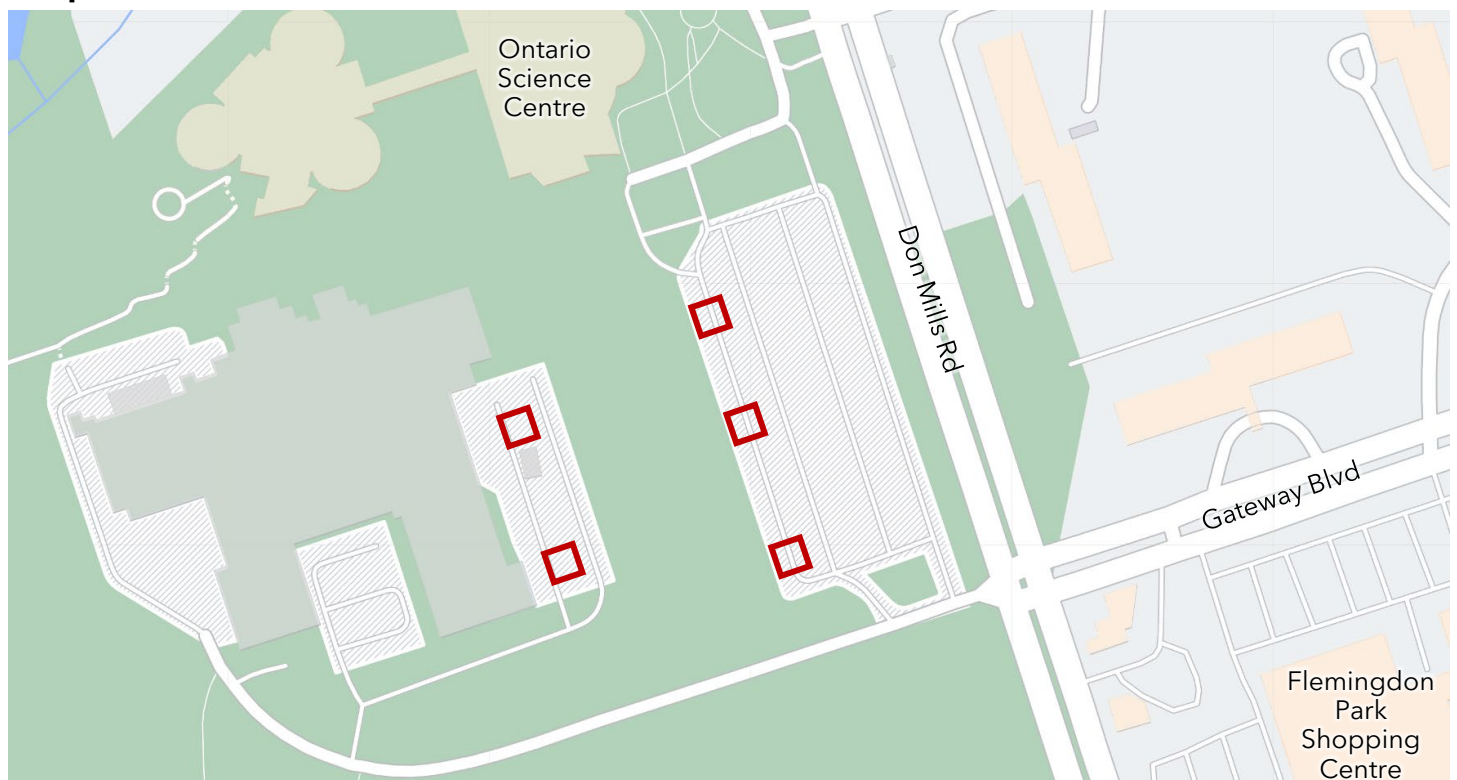 Ontario
Science
Centre
Don Mills Rd
Gateway Blvd
Flemingdon
Park
Shopping
Centre